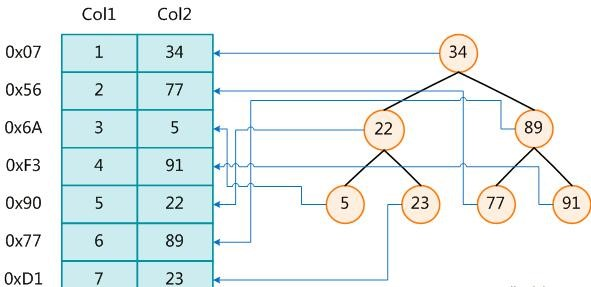 Col1 Col2
0x07 1 34 34
0x56 2 77
0x6A 3 5 22 89
0xF3 4 91
0x90 5 22 5 23 77 91
0x77 6 89
0xD1 7 23